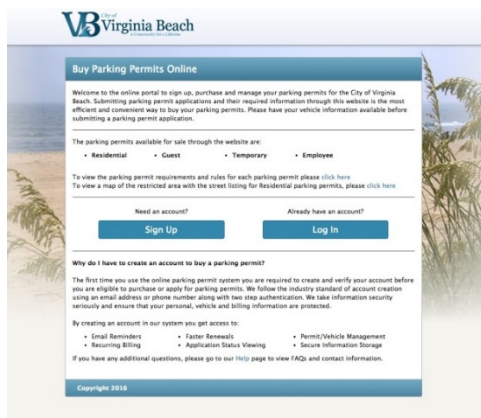 City of
Virginia Beach
A Community for a Lifetime
Buy Parking Permits Online
Welcome to the online portal to sign up, purchase and manage your parking permits for the City of Virginia
Beach. Submitting parking permit applications and their required information through this website is the most
efficient and convenient way to buy your parking permits. Please have your vehicle information available before
submitting a parking permit application.
The parking permits available for sale through the website are:
• Residential • Guest • Temporary • Employee
To view the parking permit requirements and rules for each parking permit please click here
To view a map of the restricted area with the street listing for Residential parking permits, please click here
Need an account? Already have an account?
Sign Up Log In
Why do I have to create an account to buy a parking permit?
The first time you use the online parking permit system you are required to create and verify your account before
you are eligible to purchase or apply for parking permits. We follow the industry standard of account creation
using an email address or phone number along with two step authentication. We take information security
seriously and ensure that your personal, vehicle and billing information are protected.
By creating an account in our system you get access to:
• Email Reminders • Faster Renewals • Permit/Vehicle Management
• Recurring Billing • Application Status Viewing • Secure Information Storage
If you have any additional questions, please go to our Help page to view FAQs and contact information.
Copyright 2016